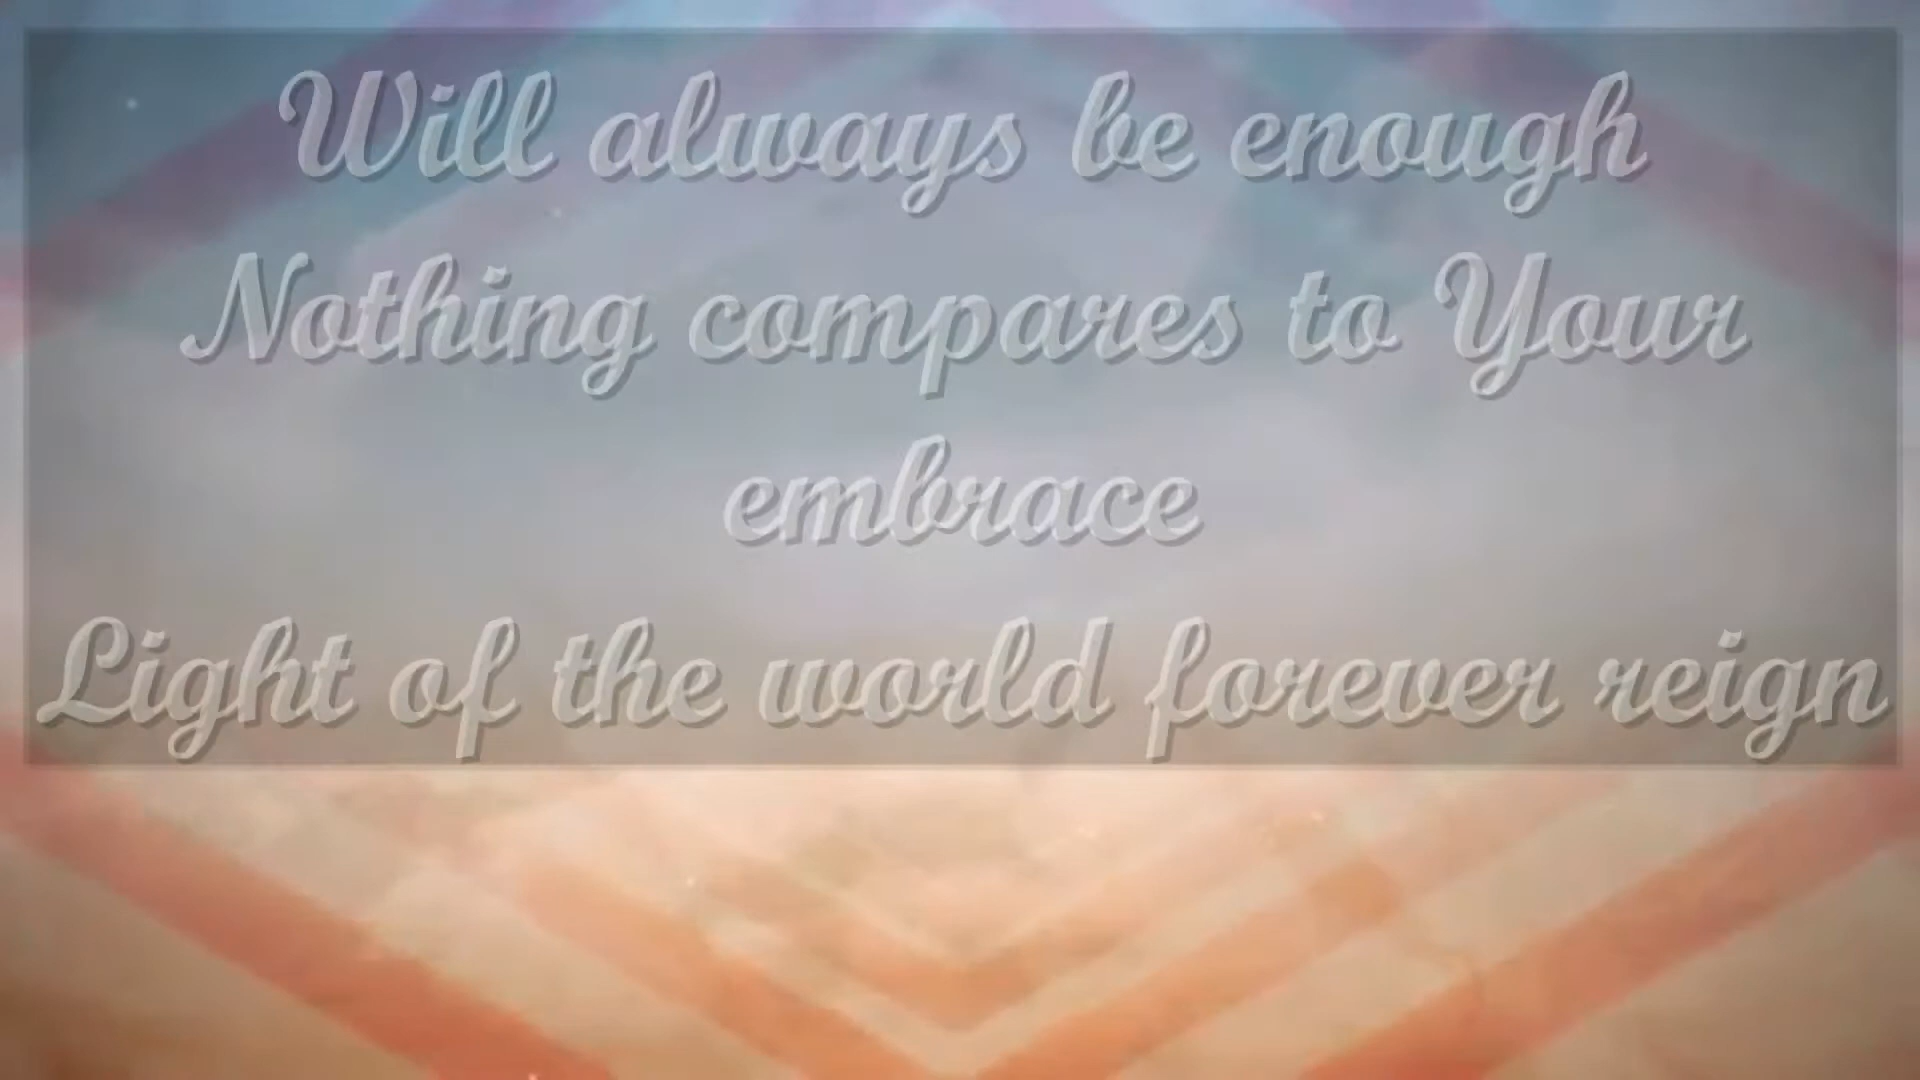 Will always be enough
Nothing compares to Your
embrace
Light of the world forever reign